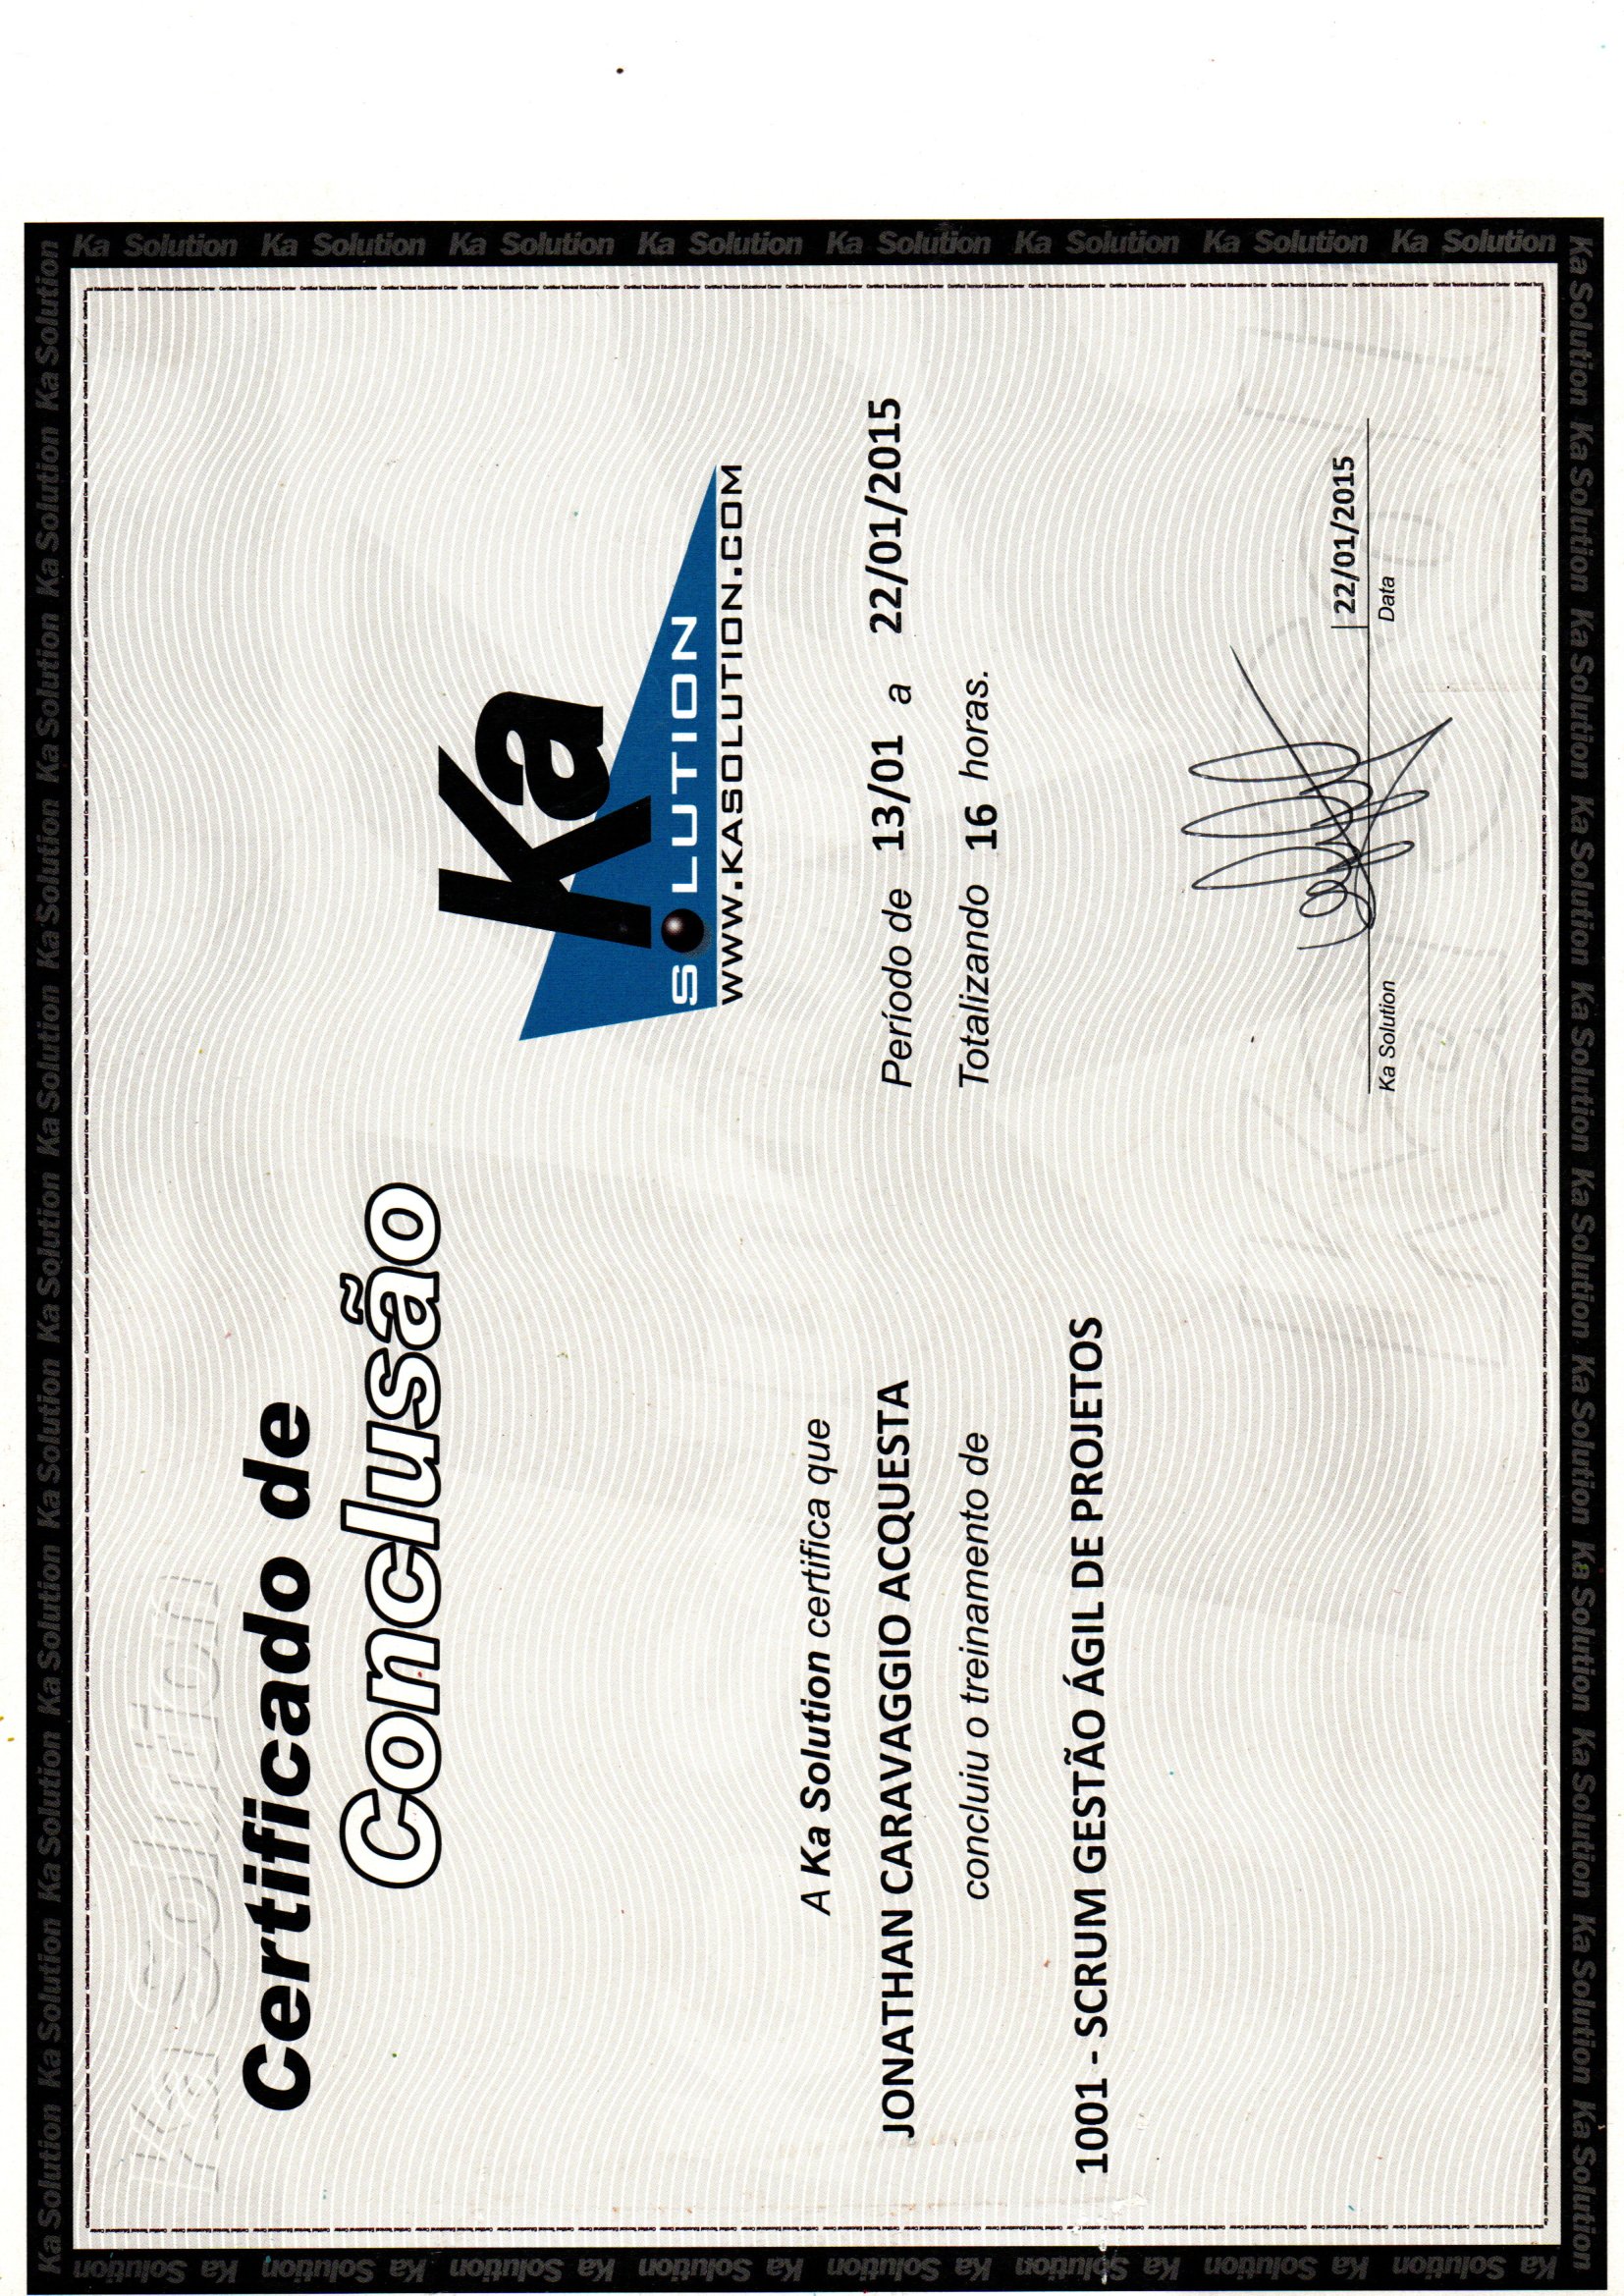 Ka Solution Ka Solution Ka Solution Ka Solution Ka Solution Ka Solution Ka Solution Ka Solution Ka Solution Ka Solution Ka Solution
Ka Solution
Certificado de
Conclusão
Ka
SOLUTION
WWW.KASOLUTION.COM
A Ka Solution certifica que
JONATHAN CARAVAGGIO ACQUESTA
concluiu o treinamento de
1001 - SCRUM GESTÃO ÁGIL DE PROJETOS
Período de 13/01 a 22/01/2015
Totalizando 16 horas.
22/01/2015
Ka Solution
Data
Ka Sol
Ka Solution Ka Solution Ka Solution Ka Solution Ka Solution Ka Solution Ka Solution Ka Solution Ka Solution Ka Solution Ka Solution